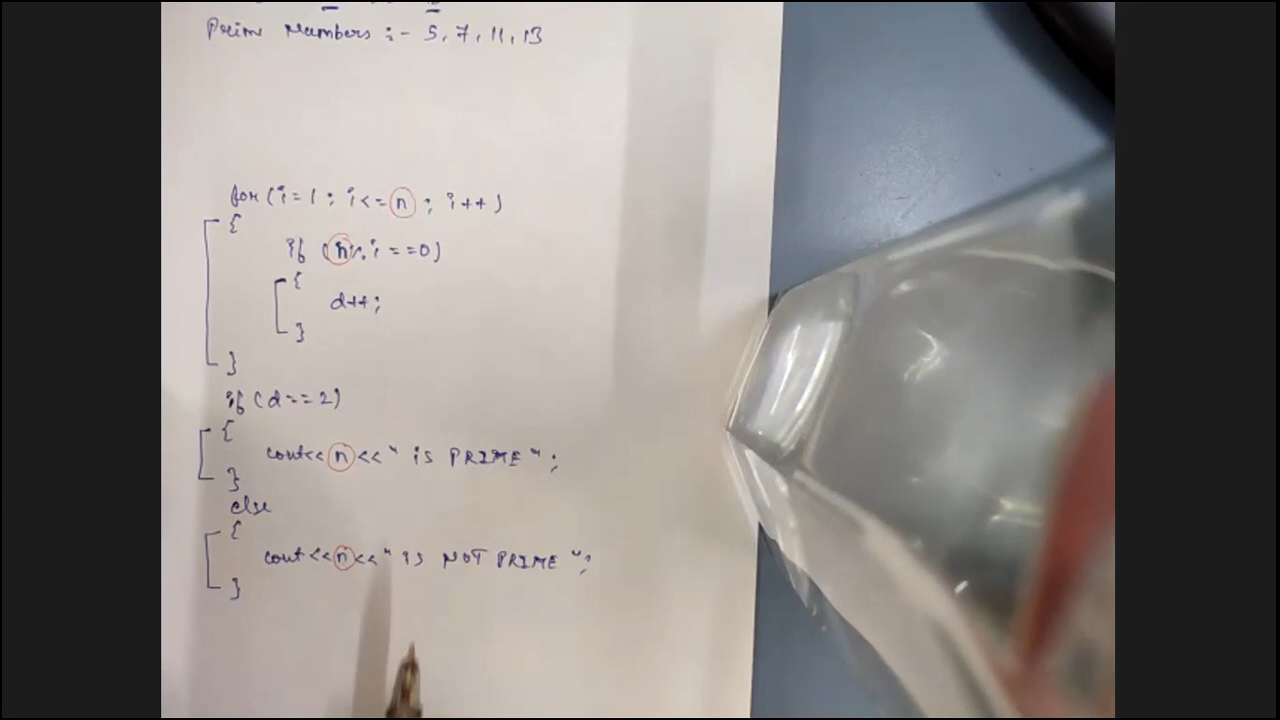 Prime Numbers :- 5, 7, 11, 13
for (i=1 ; i<=n ; i++)
{
if (n%i ==0)
{
d++;
}
}
if (d==2)
{
cout<<n<<" is PRIME ";
}
else
{
cout<<n<<" is NOT PRIME ";
}